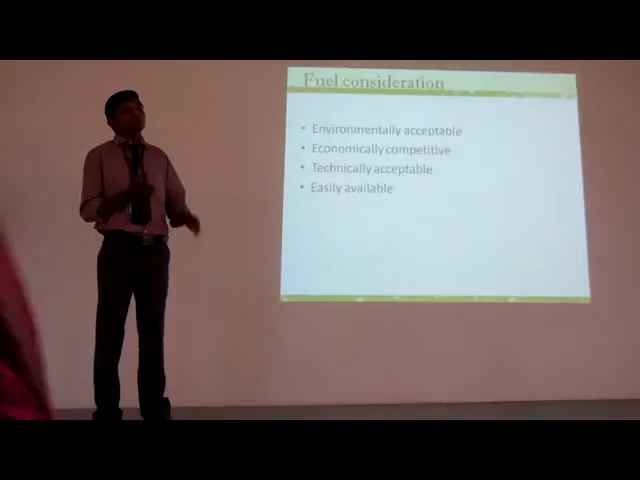 Fuel consideration
• Environmentally acceptable
• Economically competitive
• Technically acceptable
• Easily available